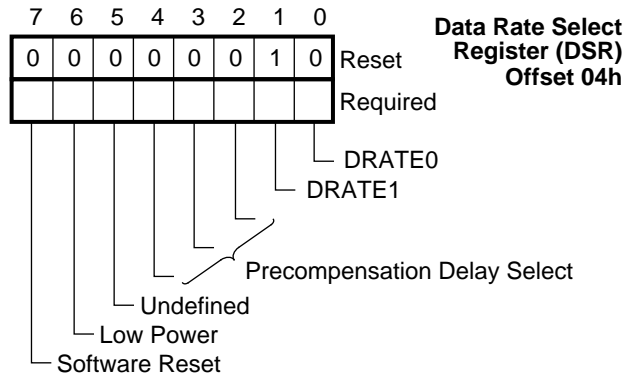 7 6 5 4 3 2 1 0
Data Rate Select
Register (DSR)
Offset 04h
0 0 0 0 0 0 1 0 Reset
Required
DRATE0
DRATE1
Precompensation Delay Select
Undefined
Low Power
Software Reset